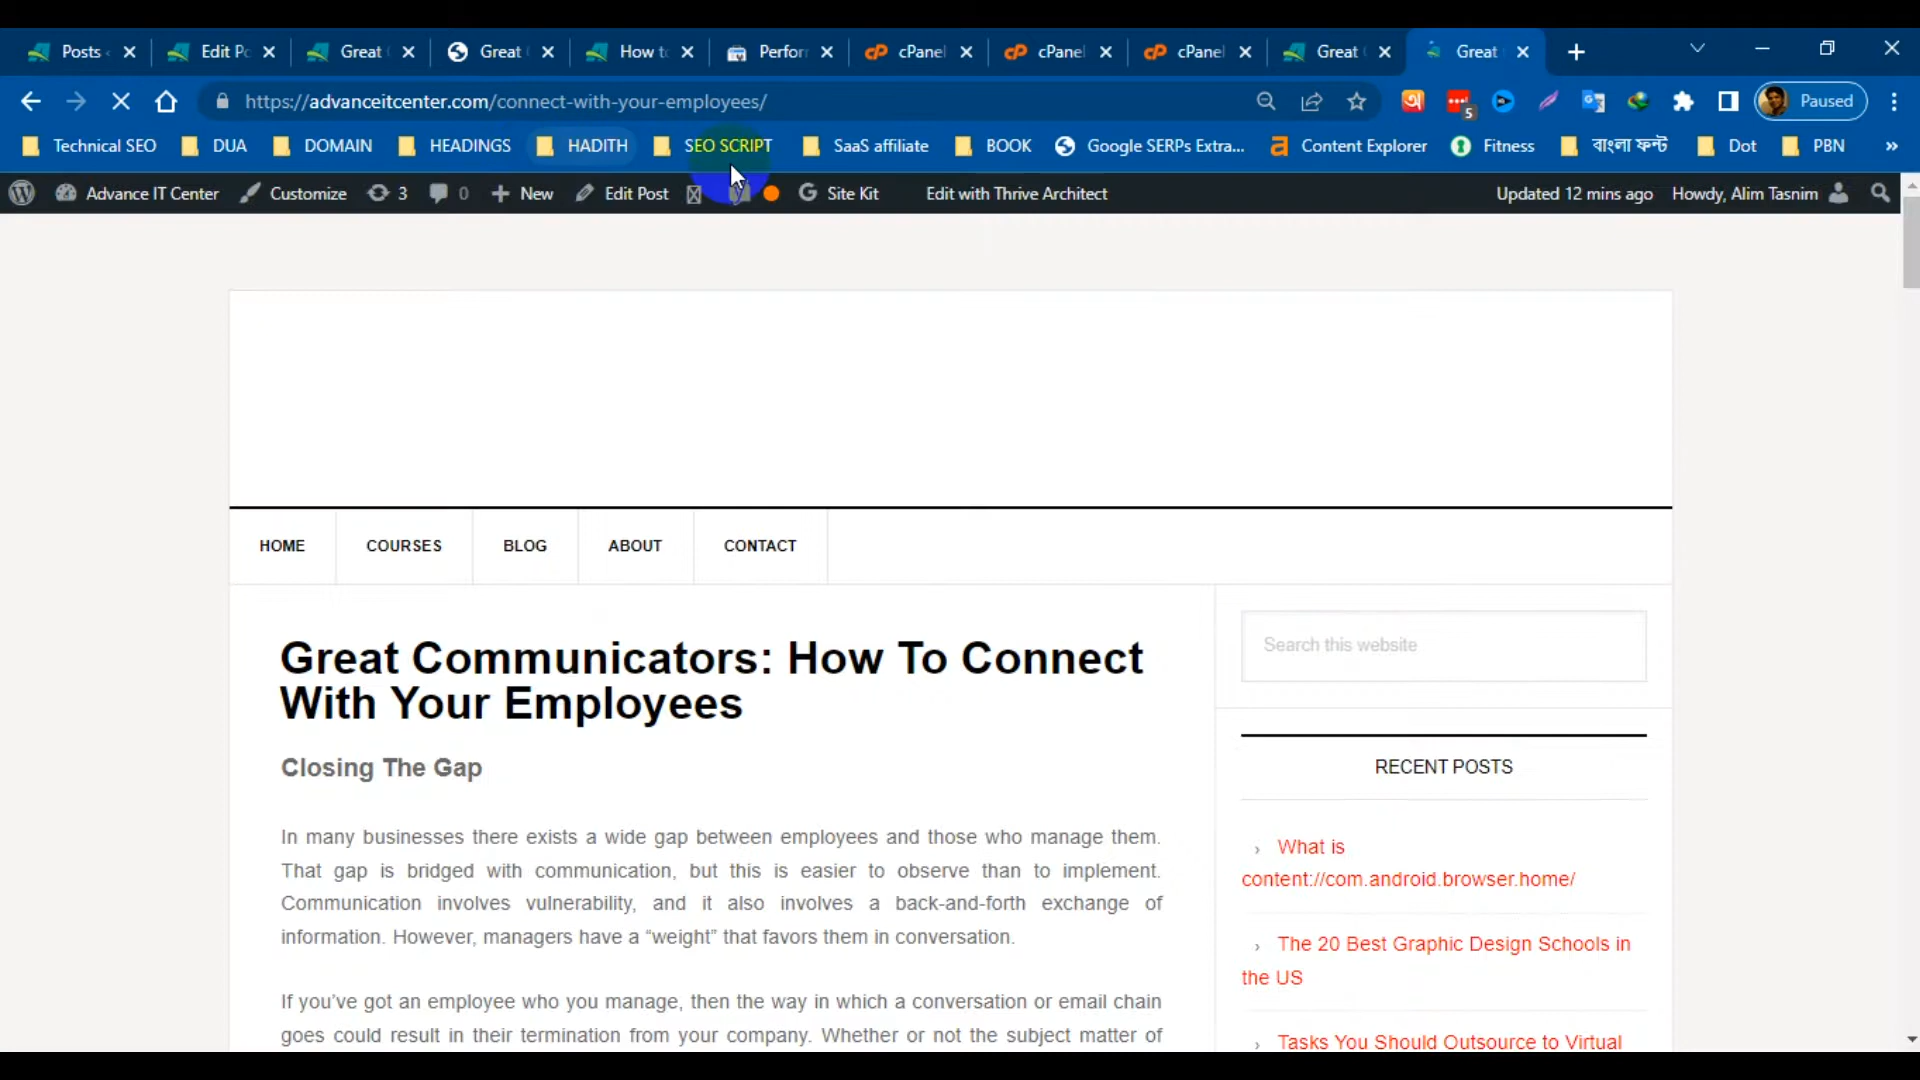 Posts
Edit Po
Great
Great
How to
Perfor
cPanel
cPanel
cPanel
Great
Great
https://advanceitcenter.com/connect-with-your-employees/
5
Paused
Technical SEO
DUA
DOMAIN
HEADINGS
HADITH
SEO SCRIPT
SaaS affiliate
BOOK
Google SERPs Extra...
Content Explorer
Fitness
বাংলা ফন্ট
Dot
PBN
»
Advance IT Center
Customize
3
0
New
Edit Post
Site Kit
Edit with Thrive Architect
Updated 12 mins ago
Howdy, Alim Tasnim
HOME
COURSES
BLOG
ABOUT
CONTACT
Great Communicators: How To Connect
With Your Employees
Closing The Gap
In many businesses there exists a wide gap between employees and those who manage them.
That gap is bridged with communication, but this is easier to observe than to implement.
Communication involves vulnerability, and it also involves a back-and-forth exchange of
information. However, managers have a “weight” that favors them in conversation.
If you’ve got an employee who you manage, then the way in which a conversation or email chain
goes could result in their termination from your company. Whether or not the subject matter of
Search this website
RECENT POSTS
What is
content://com.android.browser.home/
The 20 Best Graphic Design Schools in
the US
Tasks You Should Outsource to Virtual